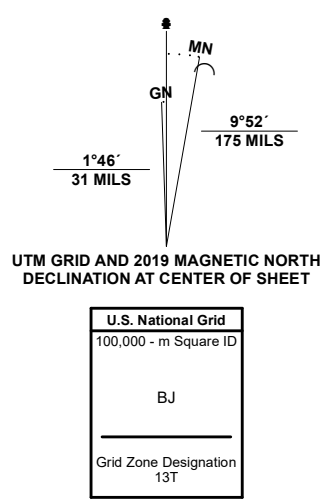 MN
GN
9°52´
175 MILS
1°46´
31 MILS
UTM GRID AND 2019 MAGNETIC NORTH
DECLINATION AT CENTER OF SHEET
U.S. National Grid
100,000 - m Square ID
BJ
Grid Zone Designation
13T